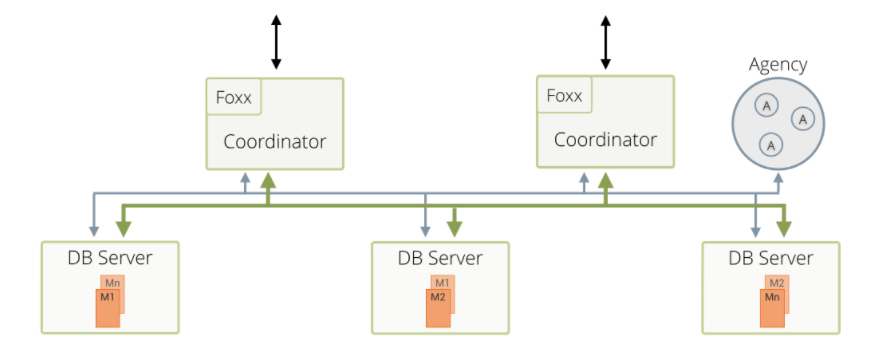 Agency
Foxx
Coordinator
Foxx
Coordinator
A
A
A
DB Server
Mn
M1
DB Server
M1
M2
DB Server
M2
Mn